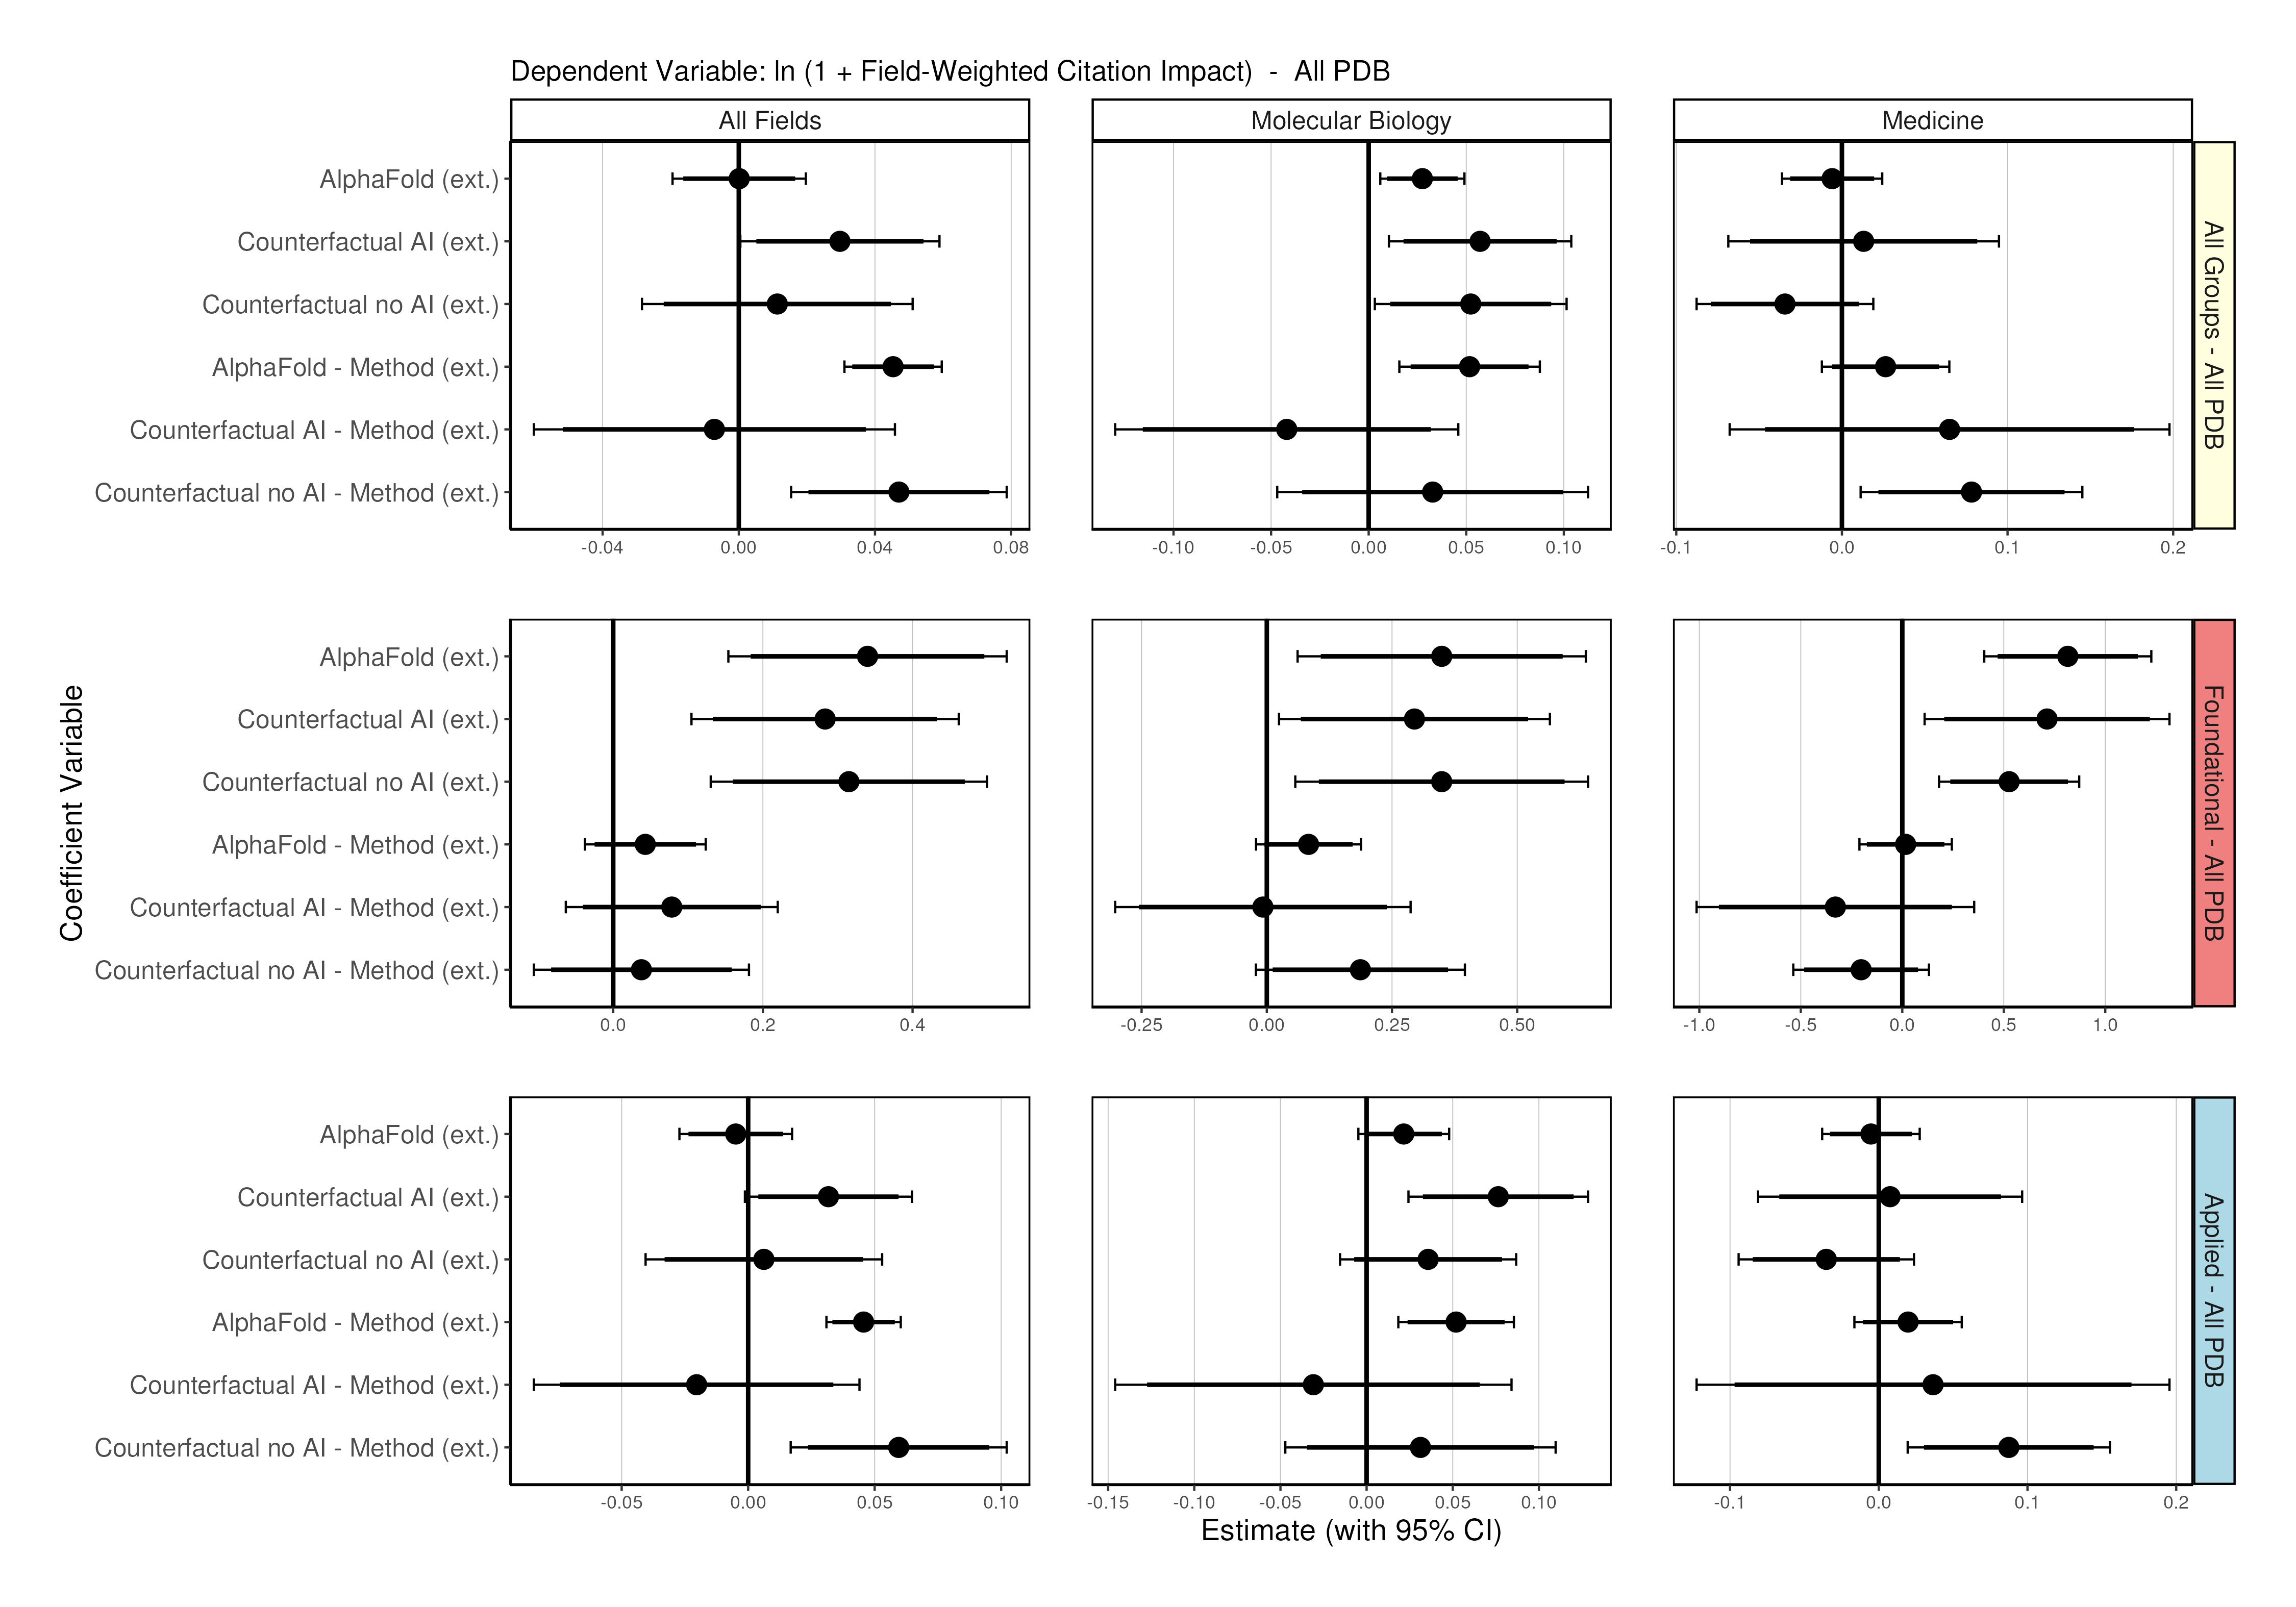 Dependent Variable: ln (1 + Field-Weighted Citation Impact)  -  All PDB
All Fields
Molecular Biology
Medicine
AlphaFold (ext.)
Counterfactual AI (ext.)
Counterfactual no AI (ext.)
AlphaFold - Method (ext.)
Counterfactual AI - Method (ext.)
Counterfactual no AI - Method (ext.)
All Groups - All PDB
-0.04 0.00 0.04 0.08
-0.10 -0.05 0.00 0.05 0.10
-0.1 0.0 0.1 0.2
Coefficient Variable
AlphaFold (ext.)
Counterfactual AI (ext.)
Counterfactual no AI (ext.)
AlphaFold - Method (ext.)
Counterfactual AI - Method (ext.)
Counterfactual no AI - Method (ext.)
Foundational - All PDB
0.0 0.2 0.4
-0.25 0.00 0.25 0.50
-1.0 -0.5 0.0 0.5 1.0
AlphaFold (ext.)
Counterfactual AI (ext.)
Counterfactual no AI (ext.)
AlphaFold - Method (ext.)
Counterfactual AI - Method (ext.)
Counterfactual no AI - Method (ext.)
Applied - All PDB
-0.05 0.00 0.05 0.10
-0.15 -0.10 -0.05 0.00 0.05 0.10
-0.1 0.0 0.1 0.2
Estimate (with 95% CI)